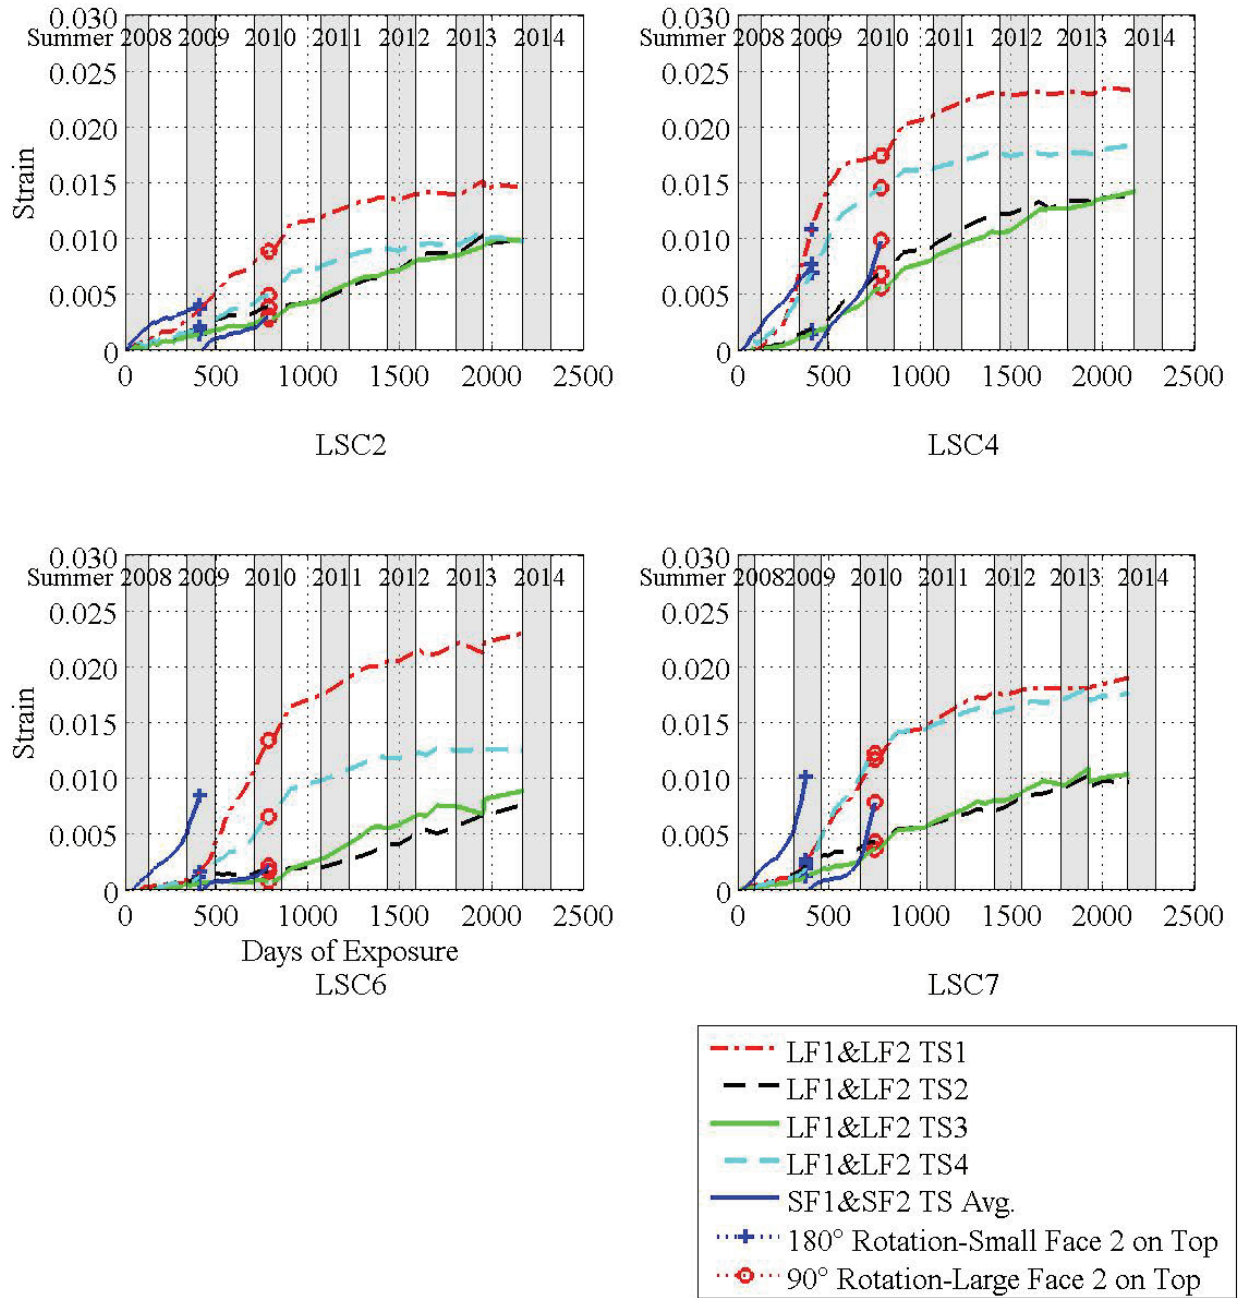 0.030
Summer 2008 2009 2010 2011 2012 2013 2014
0.025
0.020
0.015
0.010
0.005
0
Strain
0 500 1000 1500 2000 2500
LSC2
0.030
Summer 2008 2009 2010 2011 2012 2013 2014
0.025
0.020
0.015
0.010
0.005
0
0 500 1000 1500 2000 2500
LSC4
0.030
Summer 2008 2009 2010 2011 2012 2013 2014
0.025
0.020
0.015
0.010
0.005
0
Strain
0 500 1000 1500 2000 2500
Days of Exposure
LSC6
0.030
Summer 2008 2009 2010 2011 2012 2013 2014
0.025
0.020
0.015
0.010
0.005
0
0 500 1000 1500 2000 2500
LSC7
LF1&LF2 TS1
LF1&LF2 TS2
LF1&LF2 TS3
LF1&LF2 TS4
SF1&SF2 TS Avg.
180° Rotation-Small Face 2 on Top
90° Rotation-Large Face 2 on Top